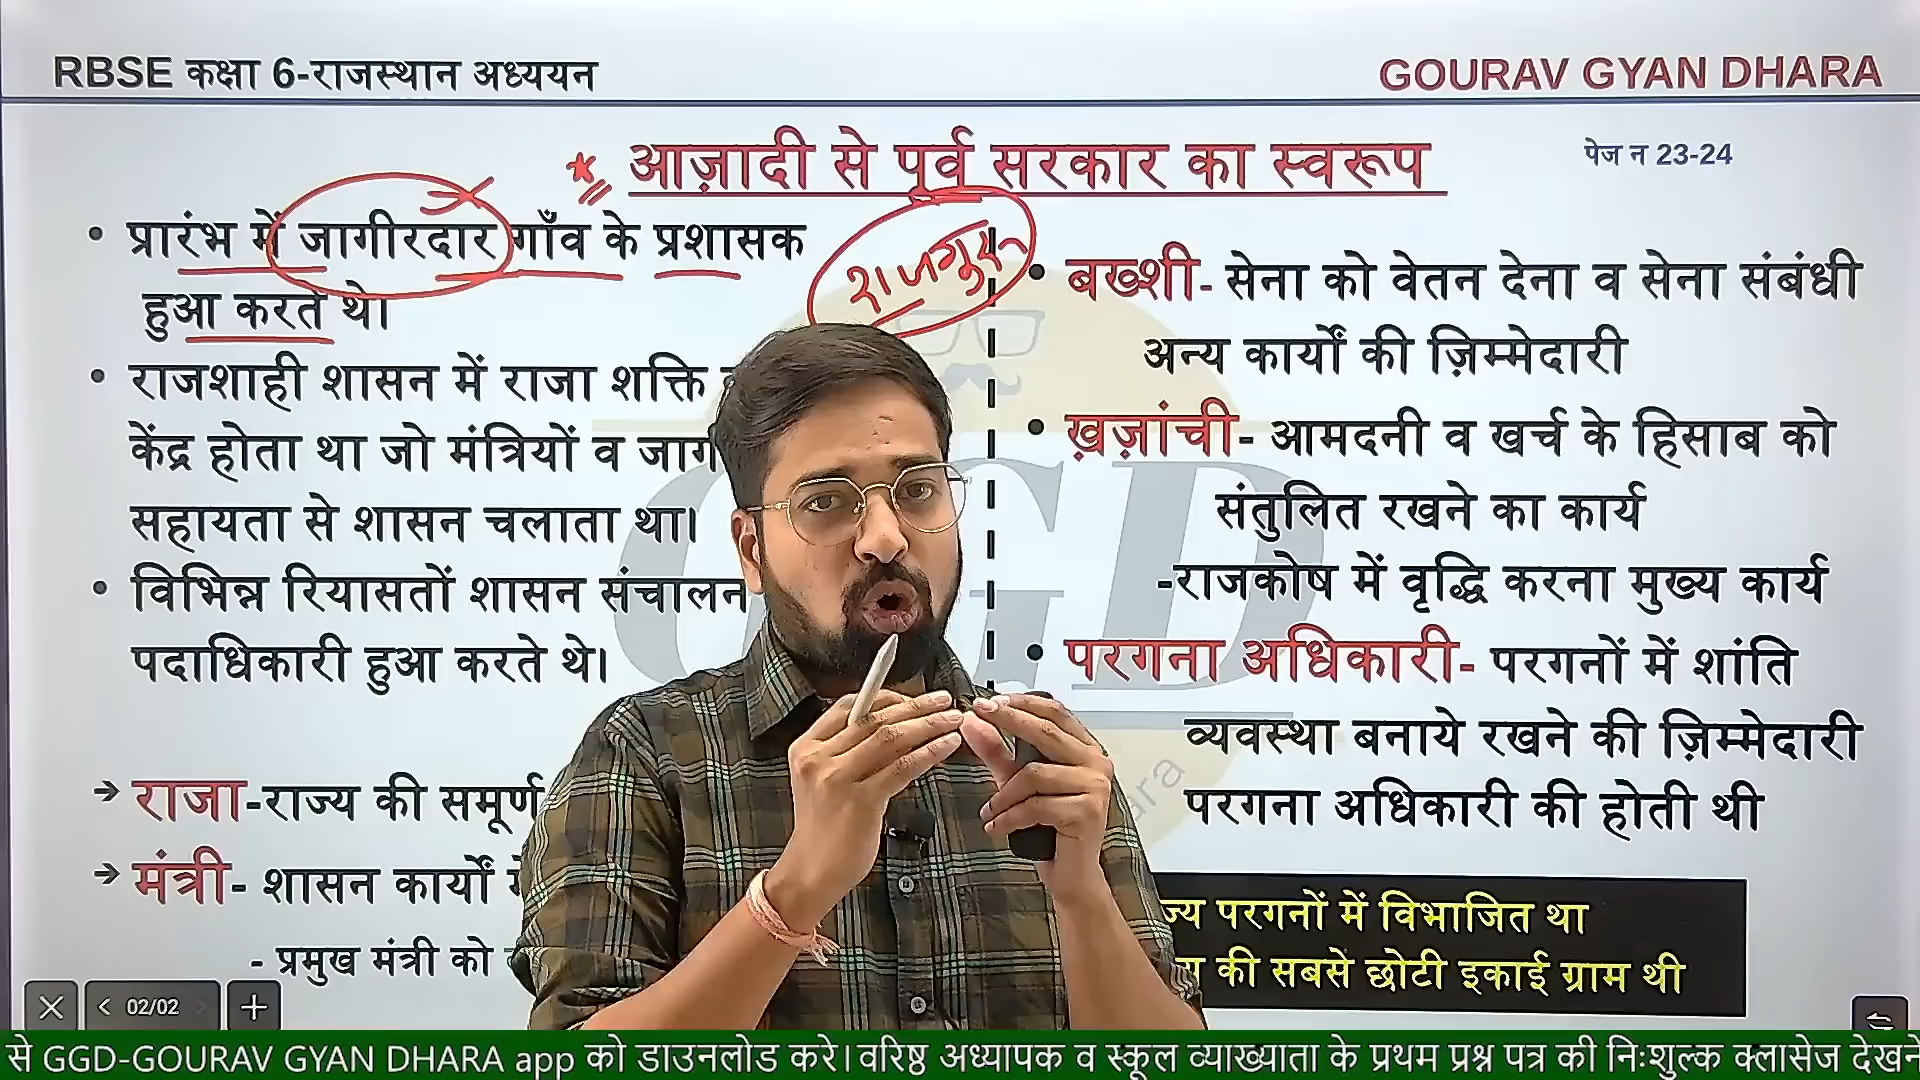 RBSE कक्षा 6-राजस्थान अध्ययन
GOURAV GYAN DHARA
आज़ादी से पूर्व सरकार का स्वरूप
पेज न 23-24
• प्रारंभ में जागीरदार गाँव के प्रशासक
हुआ करते थे।
• राजशाही शासन में राजा शक्ति
केंद्र होता था जो मंत्रियों व
सहायता से शासन चलाता था।
• विभिन्न रियासतों शासन संचालन
पदाधिकारी हुआ करते थे।
→ राजा-राज्य की समूर्ण
→ मंत्री- शासन कार्यों
- प्रमुख मंत्री को
राजगुरु
• बख्शी- सेना को वेतन देना व सेना संबंधी
अन्य कार्यों की ज़िम्मेदारी
• ख़ज़ांची- आमदनी व खर्च के हिसाब को
संतुलित रखने का कार्य
-राजकोष में वृद्धि करना मुख्य कार्य
• परगना अधिकारी- परगनों में शांति
व्यवस्था बनाये रखने की ज़िम्मेदारी
परगना अधिकारी की होती थी
परगनों में विभाजित था
की सबसे छोटी इकाई ग्राम थी
02/02
से GGD-GOURAV GYAN DHARA app को डाउनलोड करे। वरिष्ठ अध्यापक व स्कूल व्याख्याता के प्रथम प्रश्न पत्र की निःशुल्क क्लासेज देखने